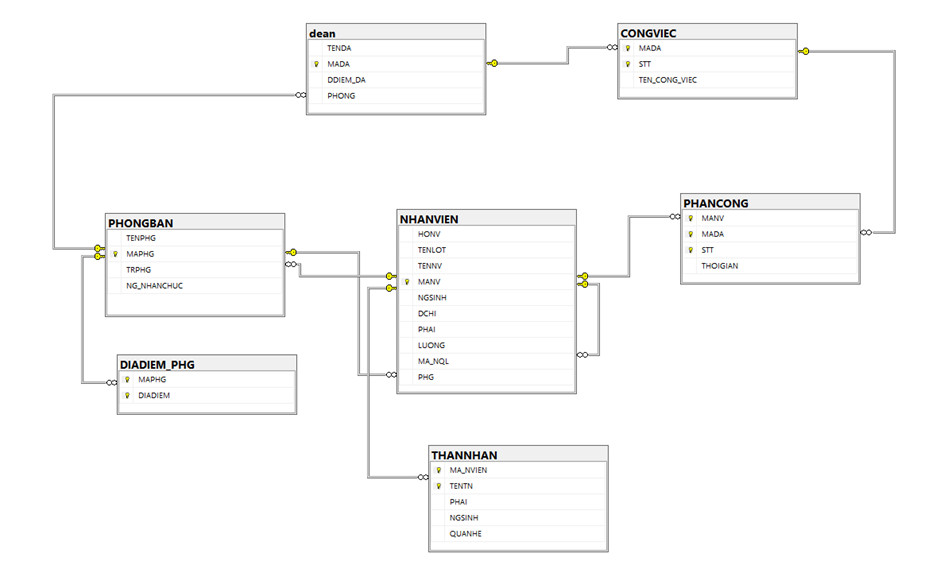 dean
TENDA
MADA
DDIEM_DA
PHONG
CONGVIEC
MADA
STT
TEN_CONG_VIEC
PHONGBAN
TENPHG
MAPHG
TRPHG
NG_NHANCHUC
NHANVIEN
HONV
TENLOT
TENNV
MANV
NGSINH
DCHI
PHAI
LUONG
MA_NQL
PHG
PHANCONG
MANV
MADA
STT
THOIGIAN
DIADIEM_PHG
MAPHG
DIADIEM
THANNHAN
MA_NVIEN
TENTN
PHAI
NGSINH
QUANHE